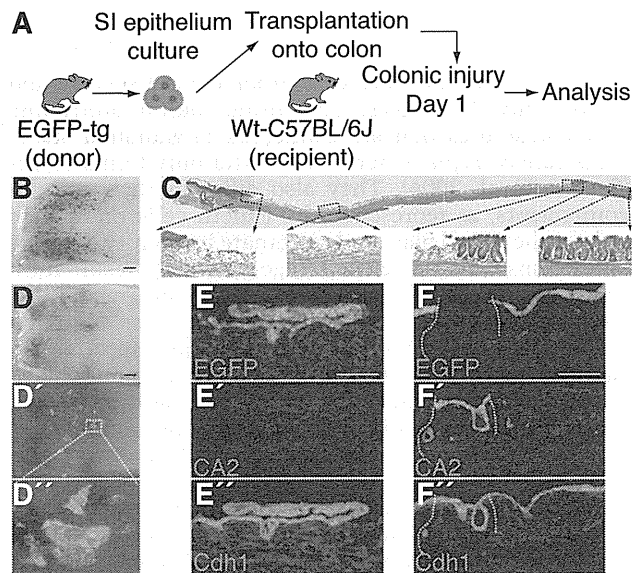 A
SI epithelium
culture
Transplantation
onto colon
Colonic injury
Day 1
Analysis
EGFP-tg
(donor)
Wt-C57BL/6J
(recipient)
B
C
D
E
EGFP
F
EGFP
D′
E′
CA2
F′
CA2
D″
E″
Cdh1
F″
Cdh1